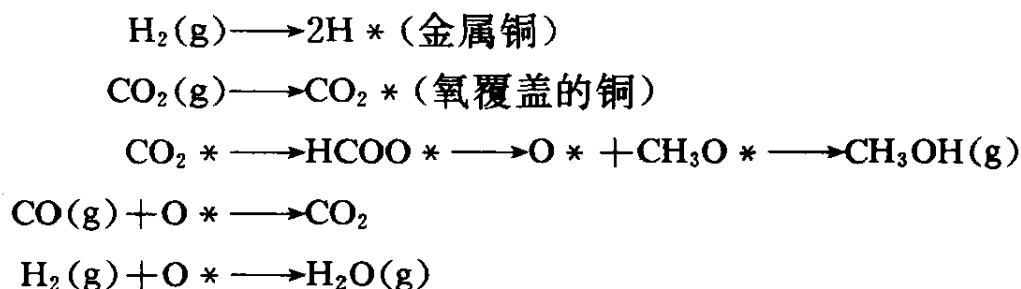 H₂(g)⟶2H *(金属铜)
CO₂(g)⟶CO₂ *(氧覆盖的铜)
CO₂ * ⟶HCOO * ⟶O * +CH₃O * ⟶CH₃OH(g)
CO(g)+O * ⟶CO₂
H₂(g)+O * ⟶H₂O(g)